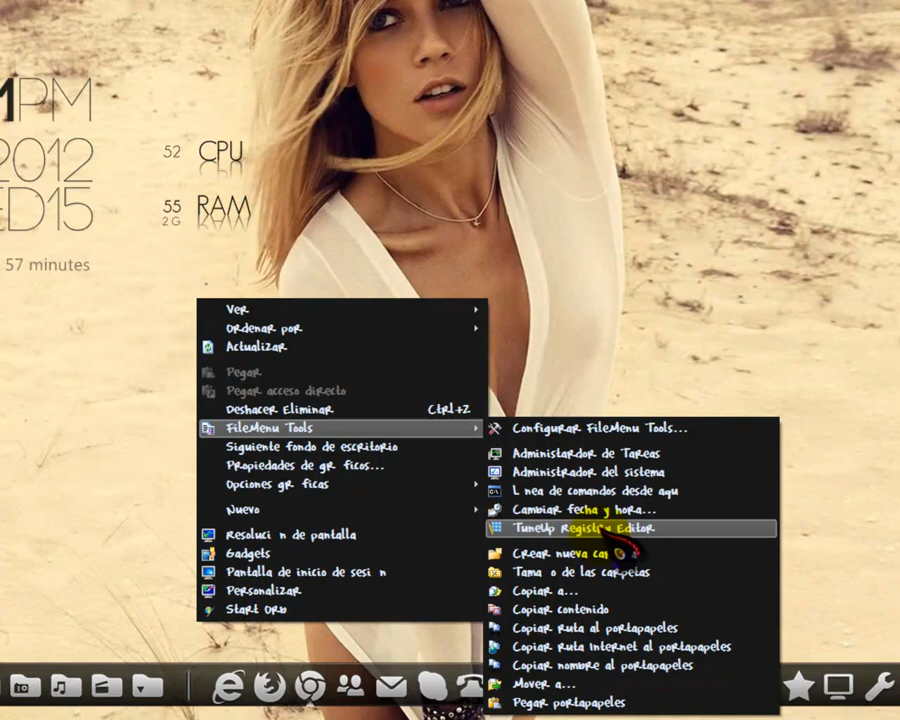 1PM
2012
ED15
57 minutes
52 CPU
55 RAM
2G
Ver
Ordenar por
Actualizar
Pegar
Pegar acceso directo
Deshacer Eliminar Ctrl+Z
FileMenu Tools
Siguiente fondo de escritorio
Propiedades de gr ficos...
Opciones gr ficas
Nuevo
Resoluci n de pantalla
Gadgets
Pantalla de inicio de sesi n
Personalizar
Start Orb
Configurar FileMenu Tools...
Administardor de Tareas
Administrador del sistema
L nea de comandos desde aqu
Cambiar fecha y hora...
TuneUp Registry Editor
Crear nueva
Tama o de las carpetas
Copiar a...
Copiar contenido
Copiar ruta al portapapeles
Copiar ruta Internet al portapapeles
Copiar nombre al portapapeles
Mover a...
Pegar portapapeles